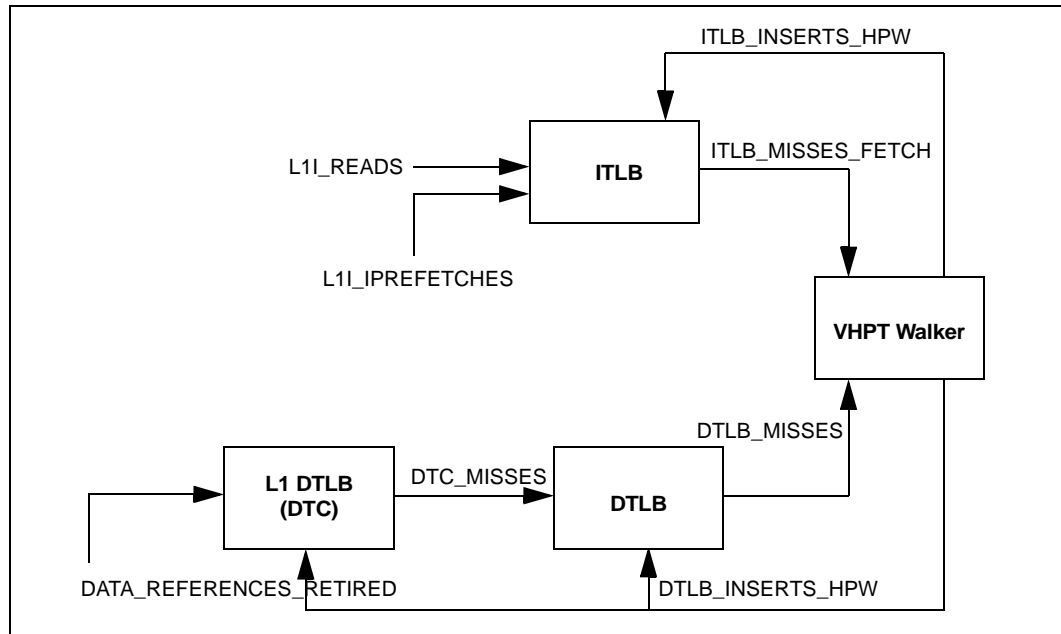 ITLB_INSERTS_HPW
L1I_READS
ITLB
ITLB_MISSES_FETCH
L1I_IPREFETCHES
VHPT Walker
DTLB_MISSES
L1 DTLB
(DTC)
DTC_MISSES
DTLB
DATA_REFERENCES_RETIRED
DTLB_INSERTS_HPW